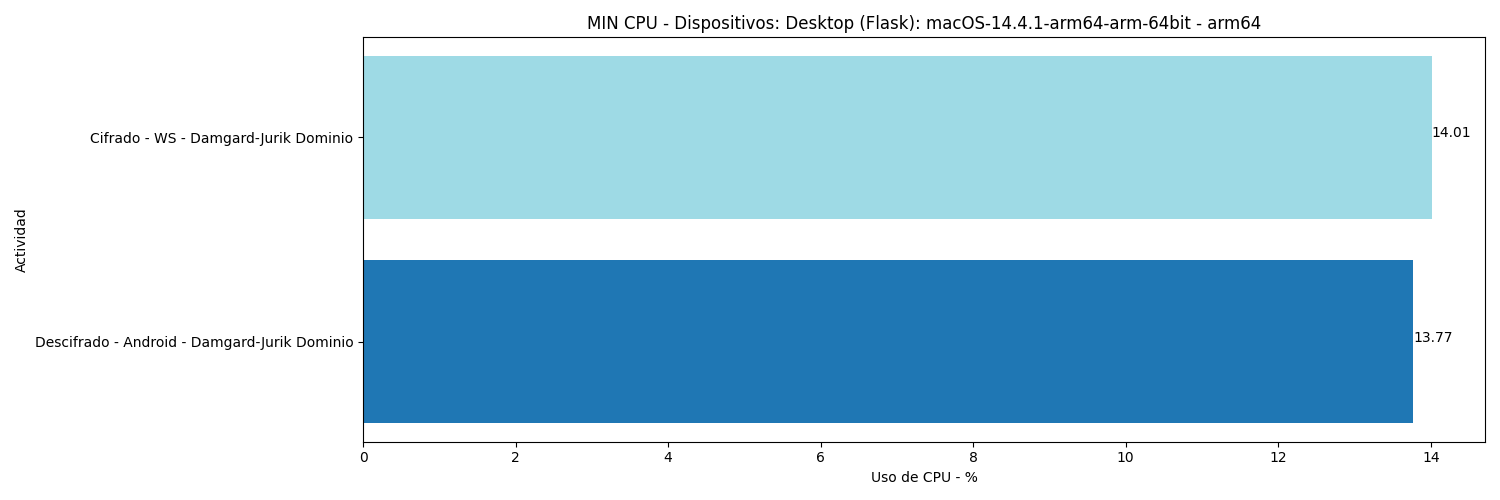 MIN CPU - Dispositivos: Desktop (Flask): macOS-14.4.1-arm64-arm-64bit - arm64
Actividad
Cifrado - WS - Damgard-Jurik Dominio
14.01
Descifrado - Android - Damgard-Jurik Dominio
13.77
0 2 4 6 8 10 12 14
Uso de CPU - %